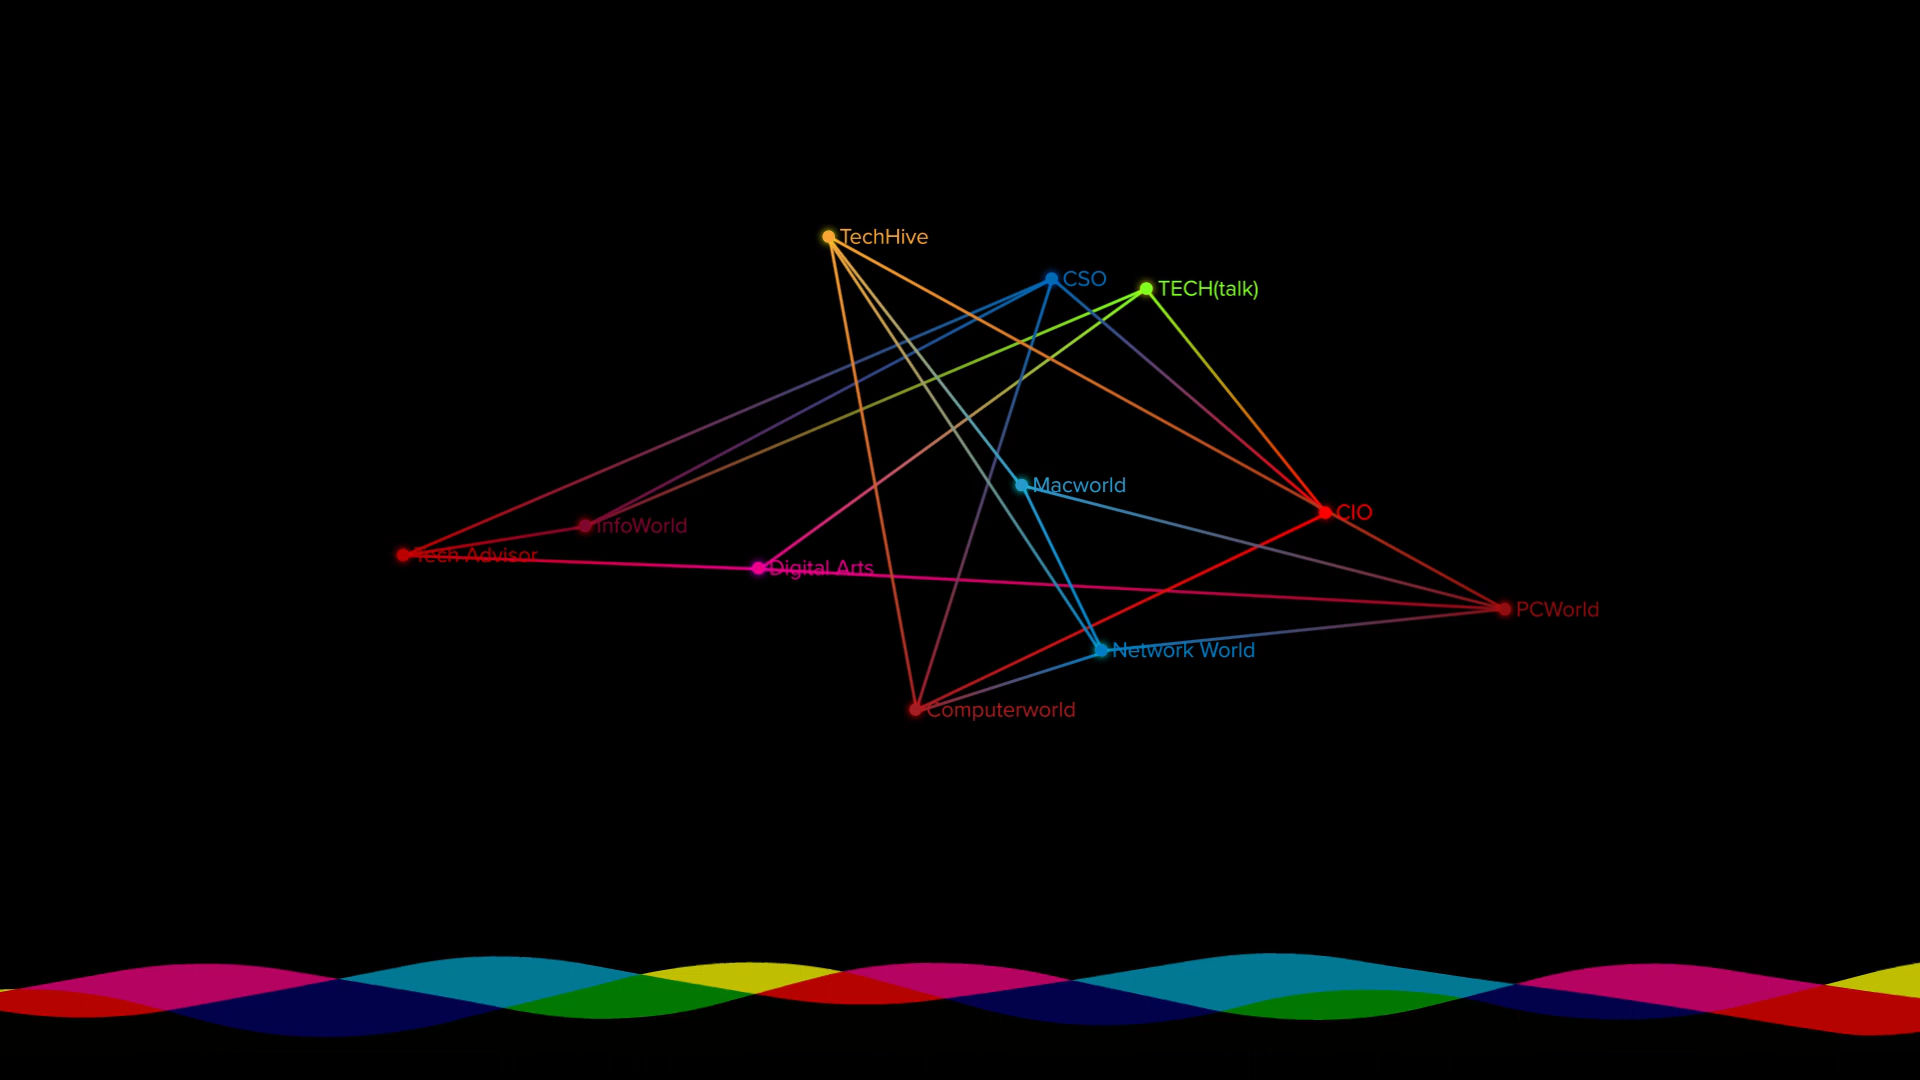 TechHive
CSO
TECH(talk)
Macworld
CIO
InfoWorld
Tech Advisor
Digital Arts
PCWorld
Network World
Computerworld